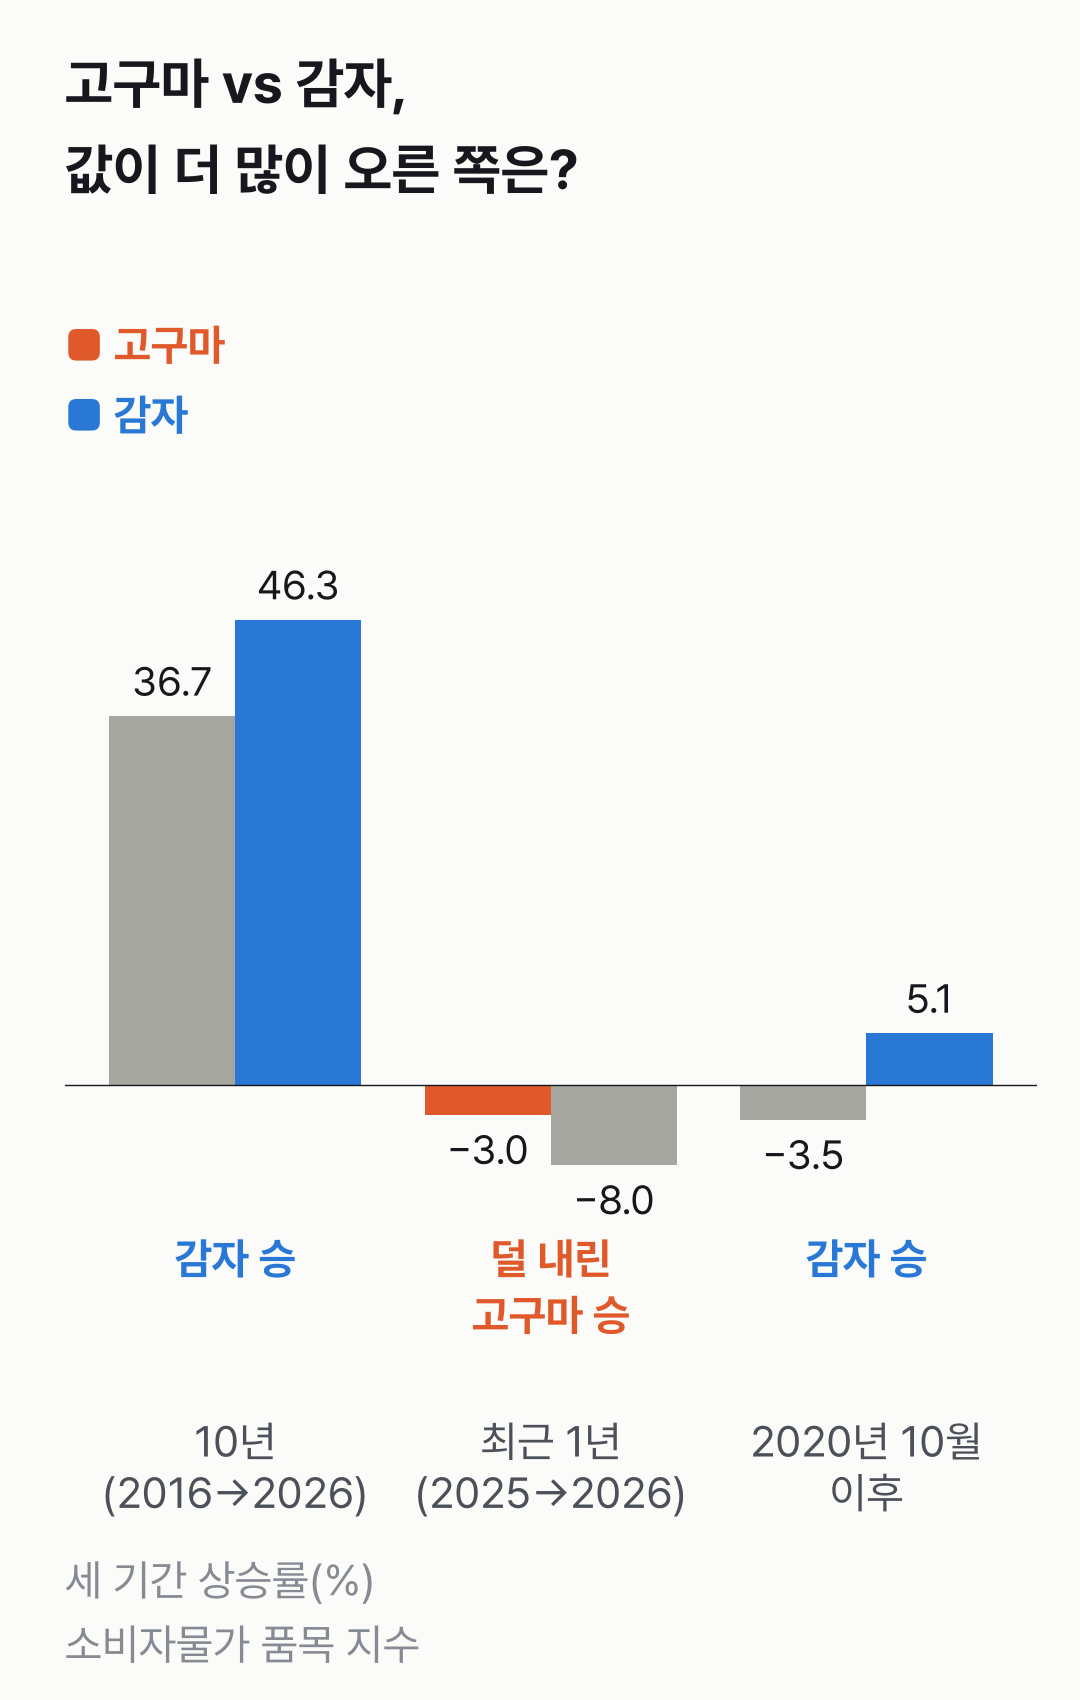 고구마 vs 감자,
값이 더 많이 오른 쪽은?
고구마
감자
46.3
36.7
5.1
−3.0
−3.5
−8.0
감자 승
덜 내린
고구마 승
감자 승
10년
(2016→2026)
최근 1년
(2025→2026)
2020년 10월
이후
세 기간 상승률(%)
소비자물가 품목 지수